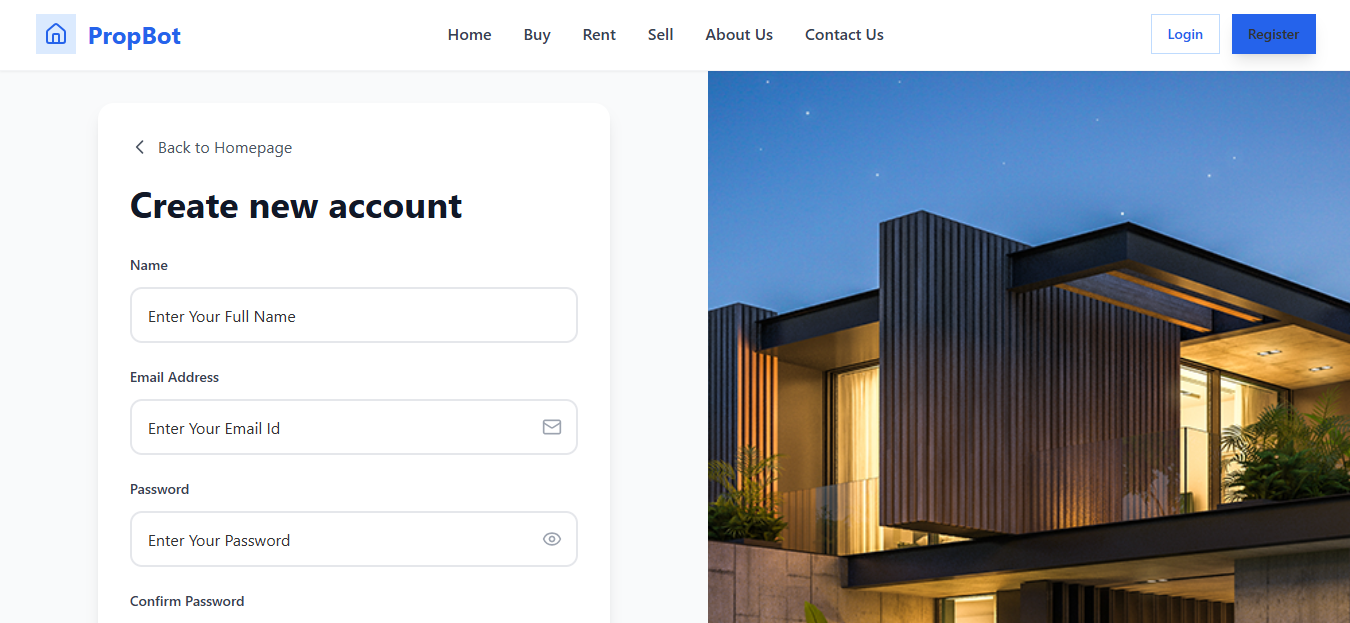 PropBot
Home Buy Rent Sell About Us Contact Us
Login Register
Back to Homepage
Create new account
Name
Enter Your Full Name
Email Address
Enter Your Email Id
Password
Enter Your Password
Confirm Password